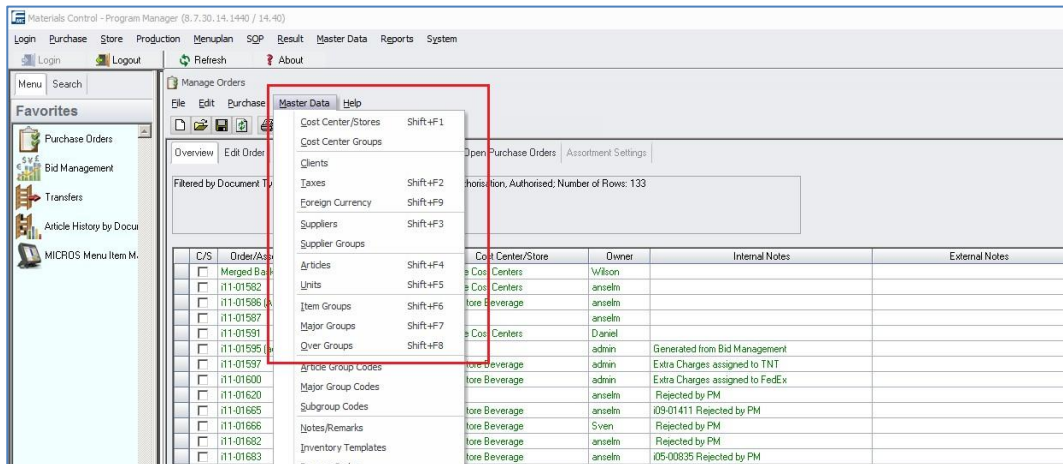 Materials Control - Program Manager (8.7.30.14.1440 / 14.40)
Login Purchase Store Production Menuplan SOP Result Master Data Reports System
Login Logout Refresh ? About
Menu Search
Favorites
Purchase Orders
Bid Management
Transfers
Article History by Docu
MICROS Menu Item M
Manage Orders
File Edit Purchase Master Data Help
Overview Edit Order Open Purchase Orders Assortment Settings
Filtered by Document Ty horisation, Authorised; Number of Rows: 133
Cost Center/Stores Shift+F1
Cost Center Groups
Clients
Taxes Shift+F2
Foreign Currency Shift+F9
Suppliers Shift+F3
Supplier Groups
Articles Shift+F4
Units Shift+F5
Item Groups Shift+F6
Major Groups Shift+F7
Over Groups Shift+F8
Article Group Codes
Major Group Codes
Subgroup Codes
Notes/Remarks
Inventory Templates
C/S Order/Ass Cost Center/Store Owner Internal Notes External Notes
Merged Bask e Cost Centers Wilson
i11-01582 e Cost Centers anselm
i11-01586 (A tore Beverage anselm
i11-01587 anselm
i11-01591 e Cost Centers Daniel
i11-01595 admin Generated from Bid Management
i11-01597 tore Beverage admin Extra Charges assigned to TNT
i11-01600 tore Beverage admin Extra Charges assigned to FedEx
i11-01620 anselm Rejected by PM
i11-01665 tore Beverage anselm i09-01411 Rejected by PM
i11-01666 tore Beverage Sven Rejected by PM
i11-01682 tore Beverage anselm Rejected by PM
i11-01683 tore Beverage anselm i05-00835 Rejected by PM